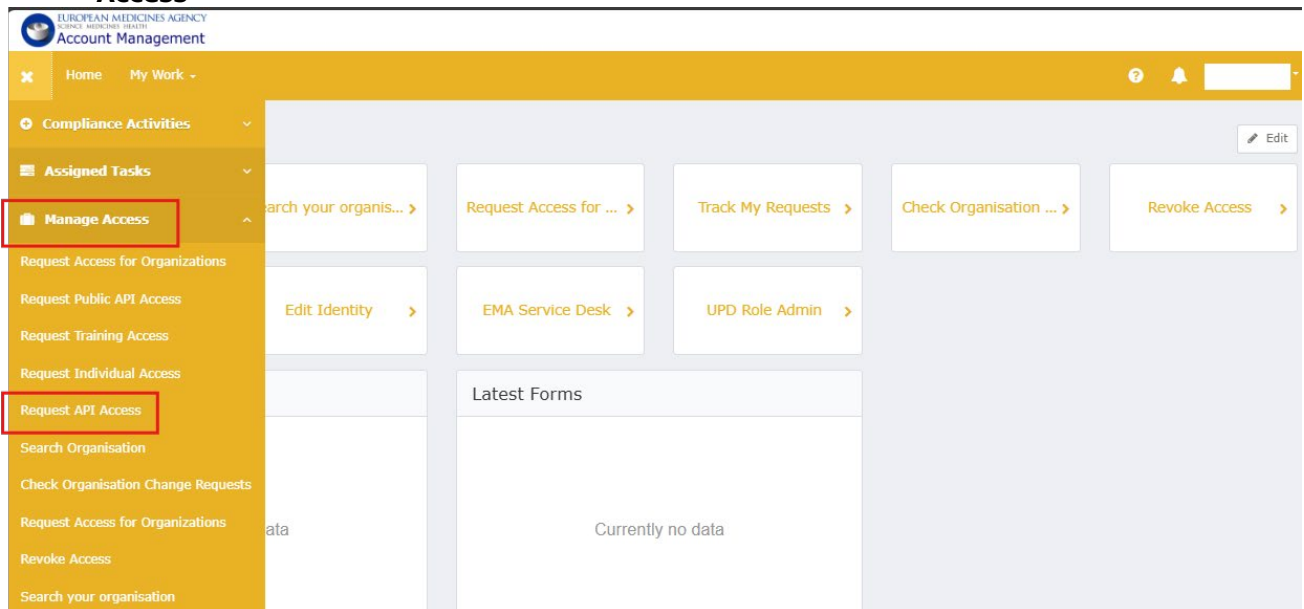 Access
EUROPEAN MEDICINES AGENCY
SCIENCE MEDICINES HEALTH
Account Management
Home My Work
Compliance Activities
Edit
Assigned Tasks
Manage Access
earch your organis...
Request Access for ...
Track My Requests
Check Organisation ...
Revoke Access
Request Access for Organizations
Request Public API Access
Request Training Access
Request Individual Access
Request API Access
Search Organisation
Check Organisation Change Requests
Request Access for Organizations
Revoke Access
Search your organisation
Edit Identity
EMA Service Desk
UPD Role Admin
Latest Forms
ata
Currently no data